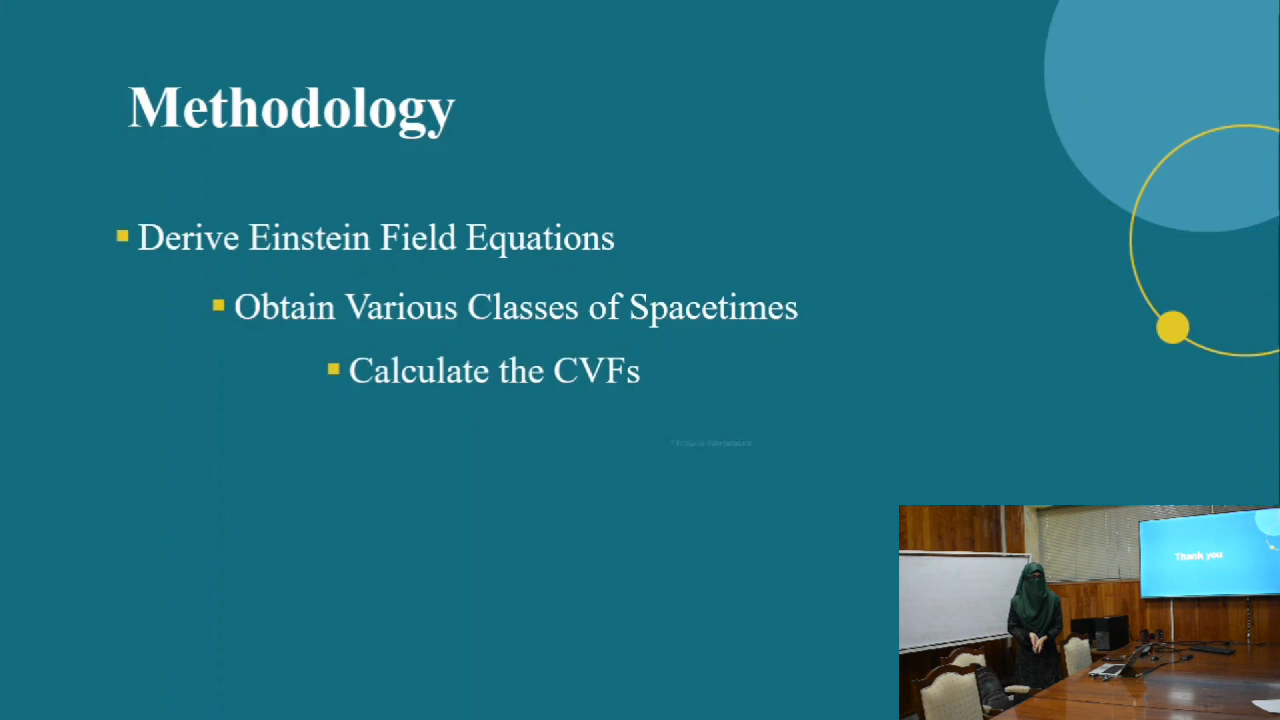 Methodology
Derive Einstein Field Equations
Obtain Various Classes of Spacetimes
Calculate the CVFs
Thank you